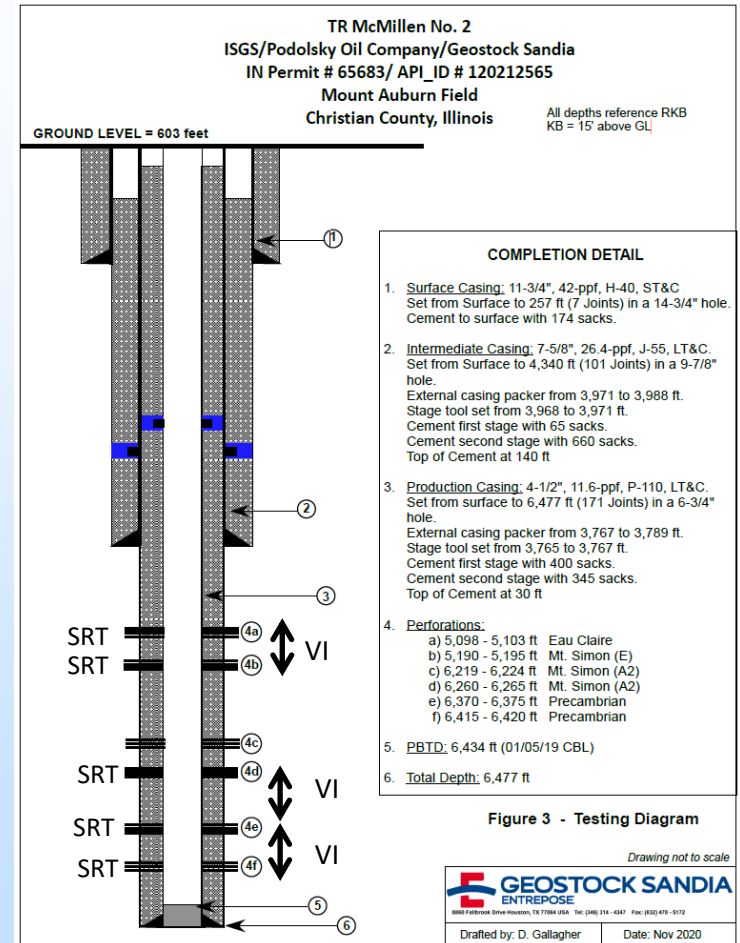 TR McMillen No. 2
ISGS/Podolsky Oil Company/Geostock Sandia
IN Permit # 65683/ API_ID # 120212565
Mount Auburn Field
Christian County, Illinois
All depths reference RKB
KB = 15' above GL
GROUND LEVEL = 603 feet
1
2
3
SRT
4a
SRT
4b
VI
4c
SRT
4d
VI
SRT
4e
VI
SRT
4f
5
6
COMPLETION DETAIL
1. Surface Casing: 11-3/4", 42-ppf, H-40, ST&C
Set from Surface to 257 ft (7 Joints) in a 14-3/4" hole.
Cement to surface with 174 sacks.
2. Intermediate Casing: 7-5/8", 26.4-ppf, J-55, LT&C.
Set from Surface to 4,340 ft (101 Joints) in a 9-7/8"
hole.
External casing packer from 3,971 to 3,988 ft.
Stage tool set from 3,968 to 3,971 ft.
Cement first stage with 65 sacks.
Cement second stage with 660 sacks.
Top of Cement at 140 ft
3. Production Casing: 4-1/2", 11.6-ppf, P-110, LT&C.
Set from surface to 6,477 ft (171 Joints) in a 6-3/4"
hole.
External casing packer from 3,767 to 3,789 ft.
Stage tool set from 3,765 to 3,767 ft.
Cement first stage with 400 sacks.
Cement second stage with 345 sacks.
Top of Cement at 30 ft
4. Perforations:
a) 5,098 - 5,103 ft Eau Claire
b) 5,190 - 5,195 ft Mt. Simon (E)
c) 6,219 - 6,224 ft Mt. Simon (A2)
d) 6,260 - 6,265 ft Mt. Simon (A2)
e) 6,370 - 6,375 ft Precambrian
f) 6,415 - 6,420 ft Precambrian
5. PBTD: 6,434 ft (01/05/19 CBL)
6. Total Depth: 6,477 ft
Figure 3 - Testing Diagram
Drawing not to scale
GEOSTOCK SANDIA
ENTREPOSE
8860 Fallbrook Drive Houston, TX 77064 USA Tel: (346) 314 - 4347 Fax: (832) 478 - 5172
Drafted by: D. Gallagher
Date: Nov 2020